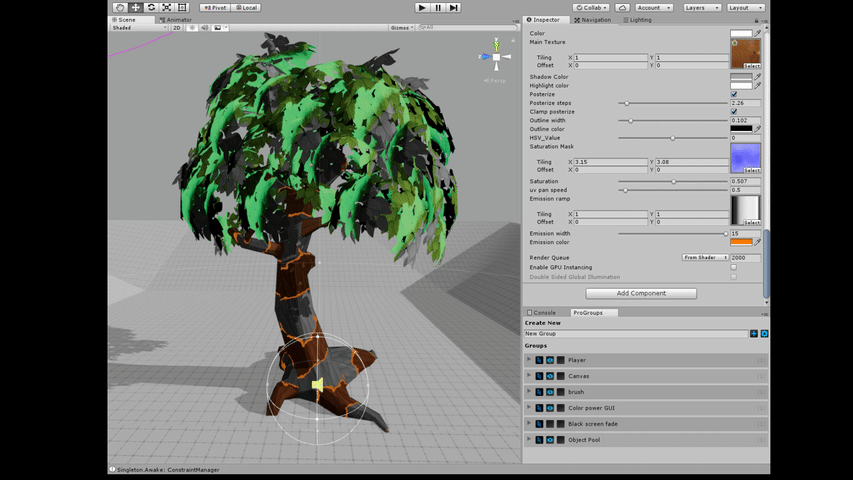 Pivot Local Collab Account Layers Layout
Scene Animator
Shaded 2D Gizmos All
y
Persp
Inspector Navigation Lighting
Color
Main Texture
Tiling X 1 Y 1
Offset X 0 Y 0
Select
Shadow Color
Highlight color
Posterize
Posterize steps 2.26
Clamp posterize
Outline width 0.102
Outline color
HSV_Value 0
Saturation Mask
Tiling X 3.15 Y 3.08
Offset X 0 Y 0
Select
Saturation 0.507
uv pan speed 0.5
Emission ramp
Tiling X 1 Y 1
Offset X 0 Y 0
Select
Emission width 15
Emission color
Render Queue From Shader 2000
Enable GPU Instancing
Double Sided Global Illumination
Add Component
Console ProGroups
Create New
New Group
Groups
Player
Canvas
brush
Color power GUI
Black screen fade
Object Pool
Singleton.Awake: ConstraintManager